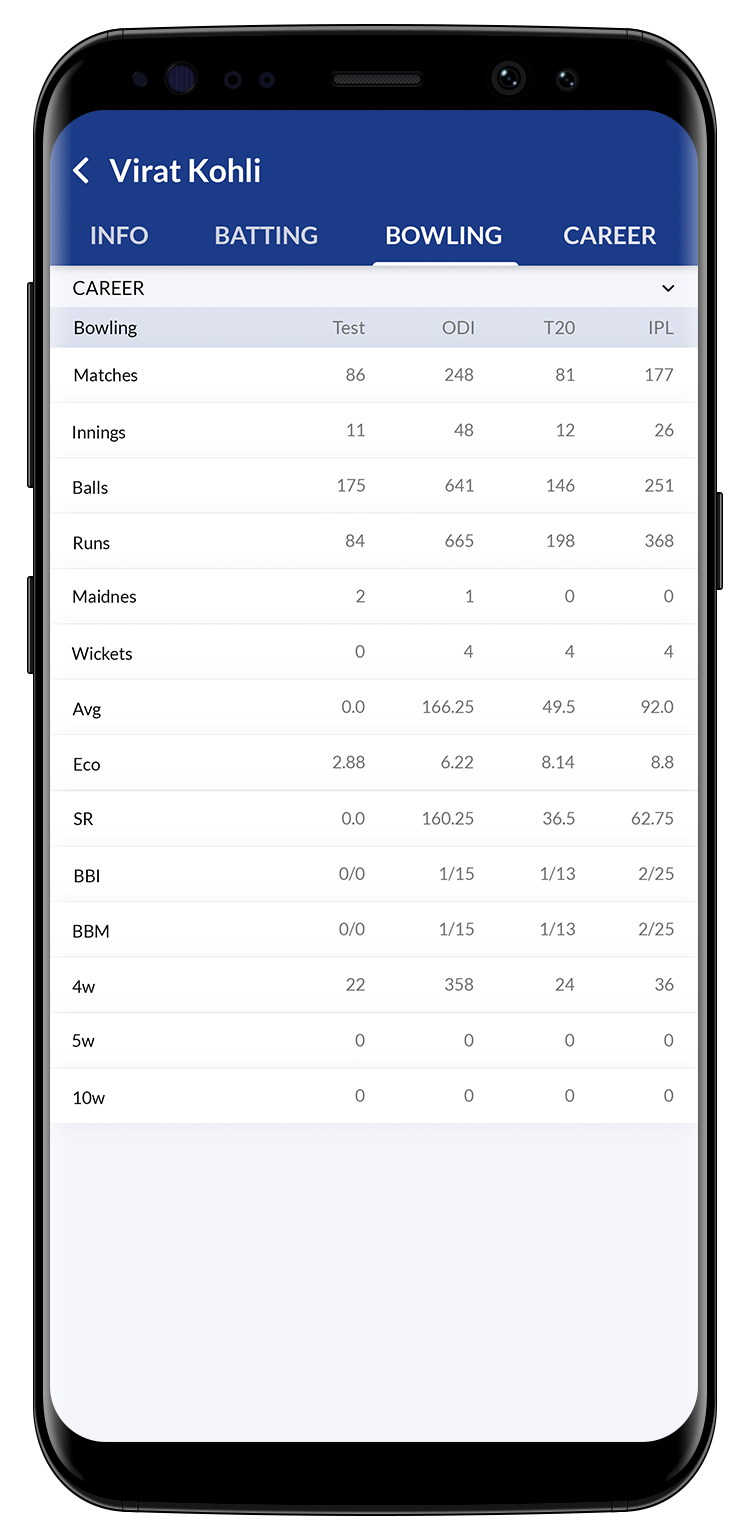 Virat Kohli
INFO BATTING BOWLING CAREER
CAREER
Bowling Test ODI T20 IPL
Matches 86 248 81 177
Innings 11 48 12 26
Balls 175 641 146 251
Runs 84 665 198 368
Maidnes 2 1 0 0
Wickets 0 4 4 4
Avg 0.0 166.25 49.5 92.0
Eco 2.88 6.22 8.14 8.8
SR 0.0 160.25 36.5 62.75
BBI 0/0 1/15 1/13 2/25
BBM 0/0 1/15 1/13 2/25
4w 22 358 24 36
5w 0 0 0 0
10w 0 0 0 0